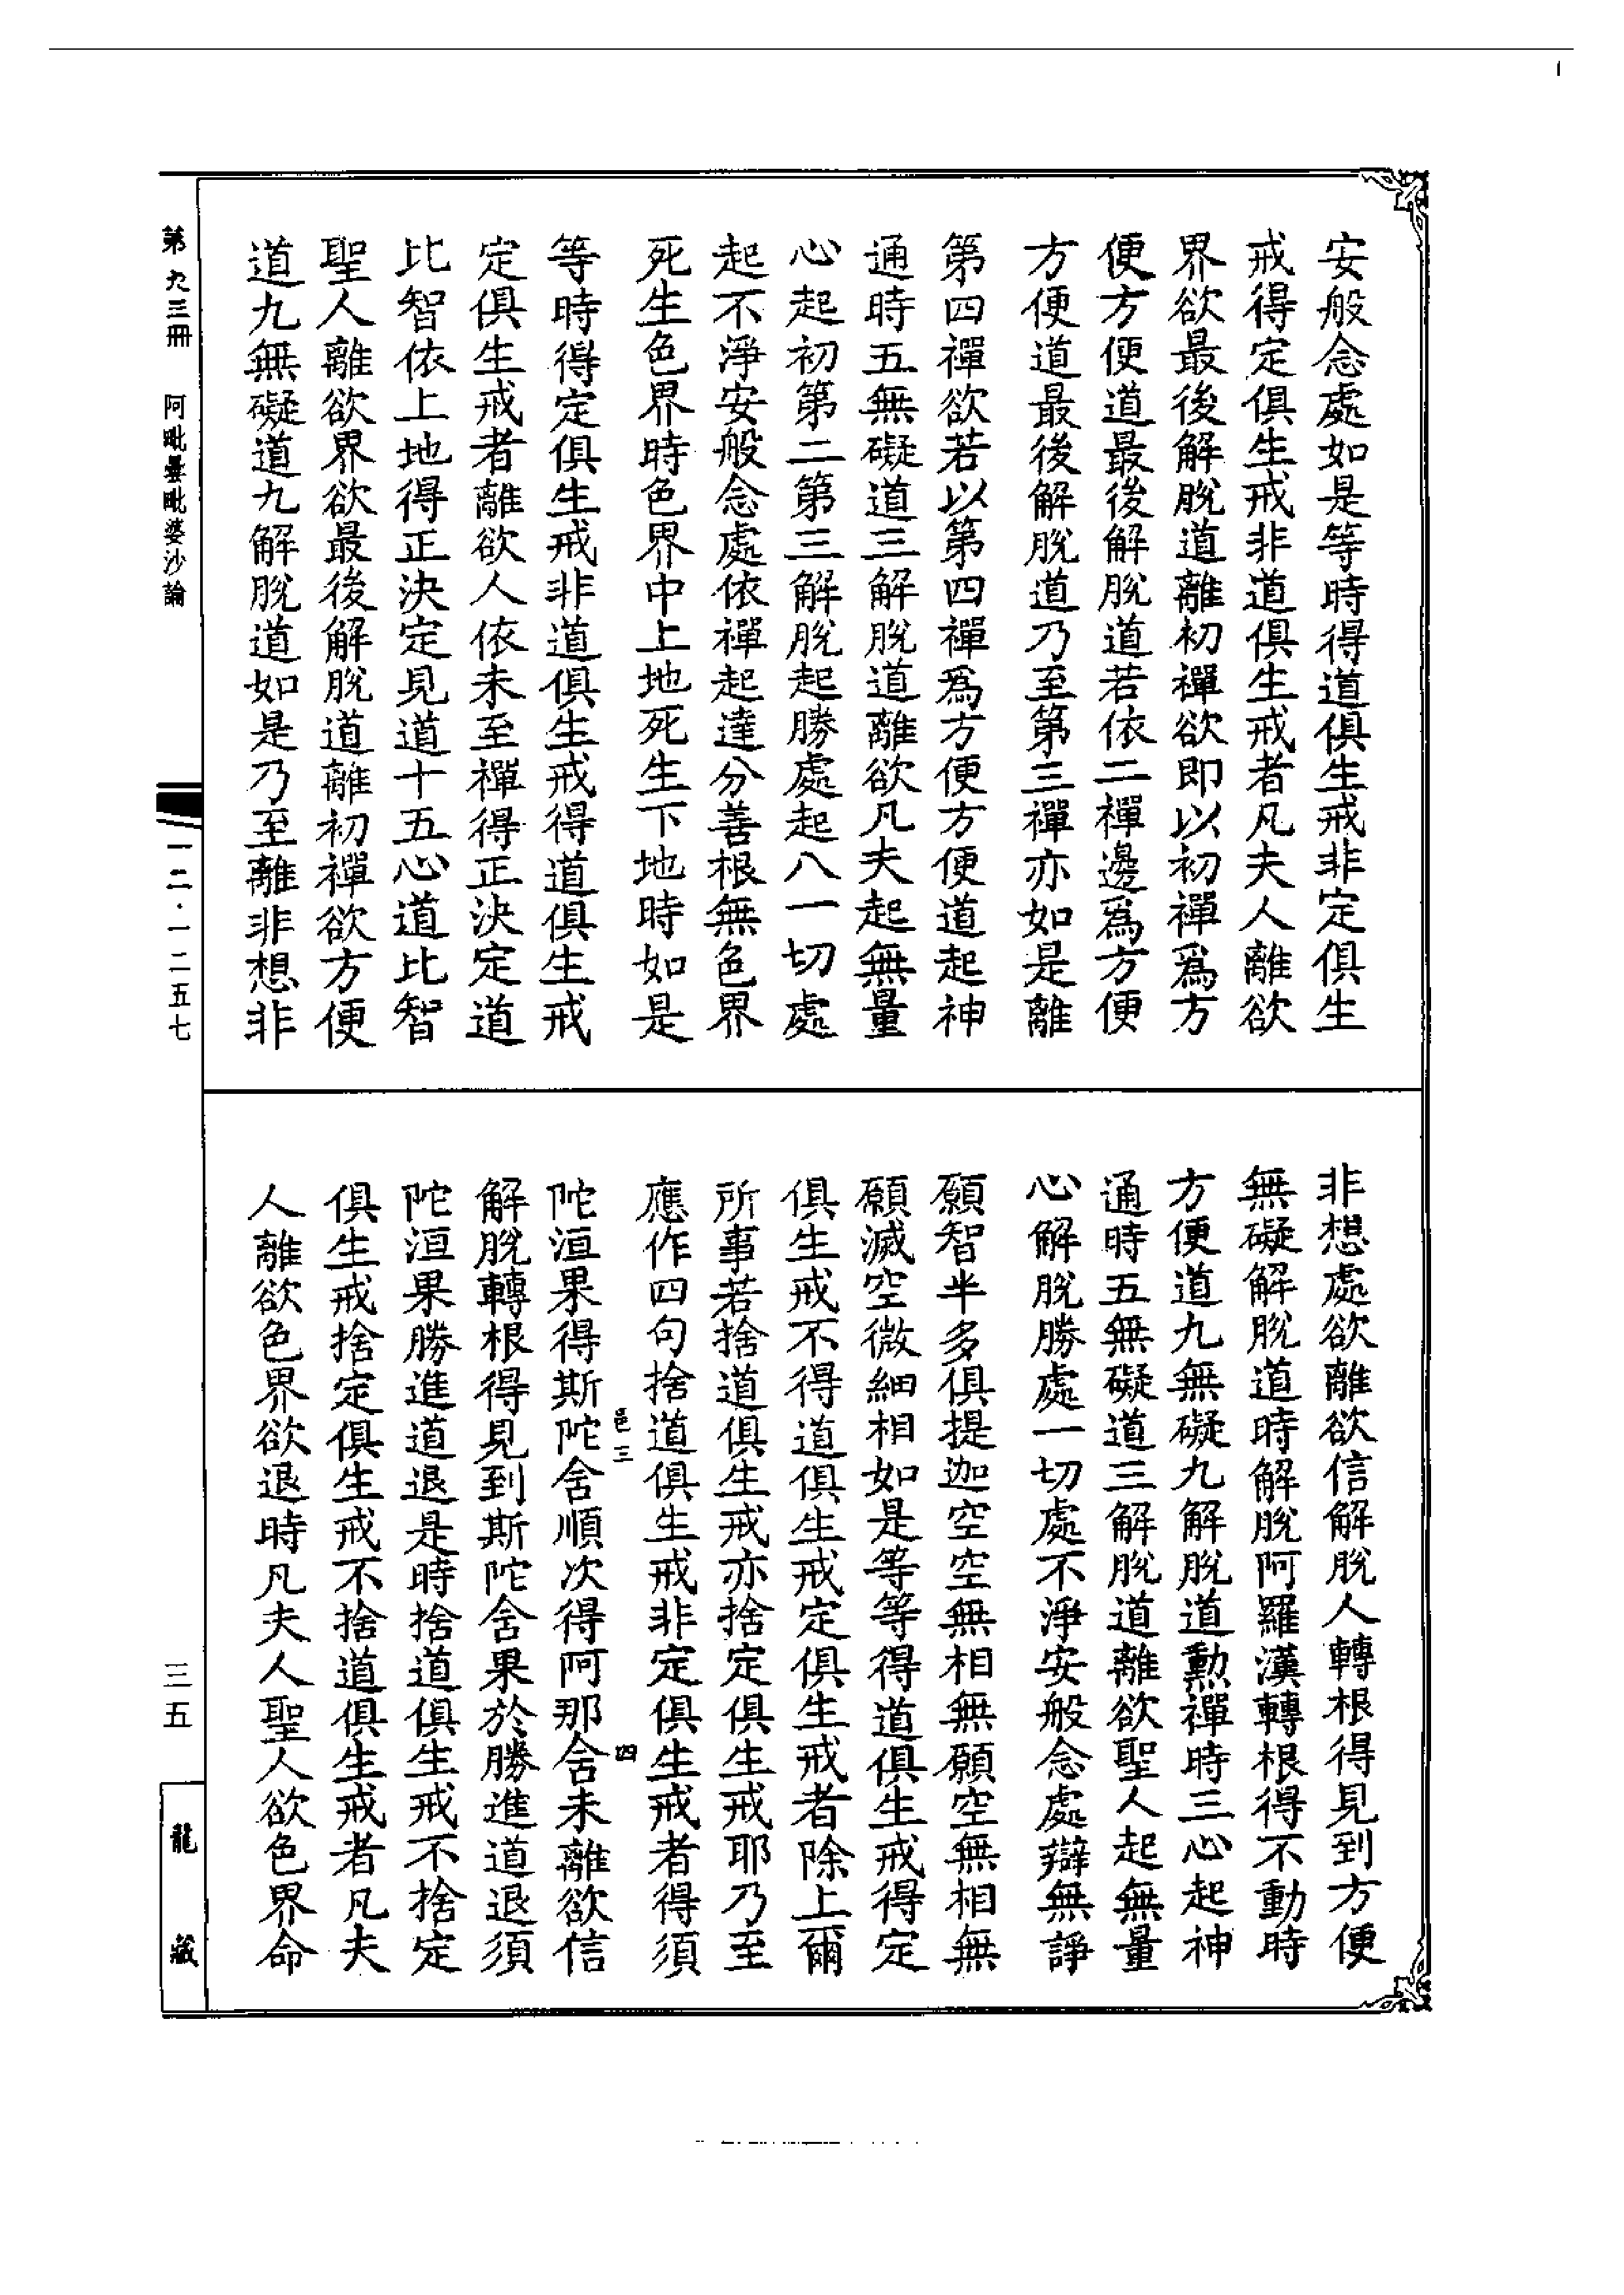 安般念處如是等時得道俱生戒非定俱生
戒得定俱生戒非道俱生戒者凡夫人離欲
界欲最後解脫道離初禪欲即以初禪爲方
便方便道最後解脫道若依二禪邊爲方便
方便道最後解脫道乃至第三禪亦如是離
第四禪欲若以第四禪爲方便方便道起神
通時五無礙道三解脫道離欲凡夫起無量
心起初第二第三解脫起勝處起八一切處
起不淨安般念處依禪起達分善根無色界
死生色界時色界中上地死生下地時如是
等時得定俱生戒非道俱生戒得道俱生戒
定俱生戒者離欲人依未至禪得正決定道
比智依上地得正決定見道十五心道比智
聖人離欲界欲最後解脫道離初禪欲方便
道九無礙道九解脫道如是乃至離非想非
非想處欲離欲信解脫人轉根得見到方便
無礙解脫道時解脫阿羅漢轉根得不動時
方便道九無礙九解脫道勲禪時三心起神
通時五無礙道三解脫道離欲聖人起無量
心解脫勝處一切處不淨安般念處辯無諍
願智半多俱提迦空空無相無願空無相無
願滅空微細相如是等等得道俱生戒得定
俱生戒不得道俱生戒定俱生戒者除上爾
所事若捨道俱生戒亦捨定俱生戒耶乃至
應作四句捨道俱生戒非定俱生戒者得須
邑三
四
陀洹果得斯陀舍順次得阿那舍未離欲信
解脫轉根得見到斯陀舍果於勝進道退須
陀洹果勝進道退是時捨道俱生戒不捨定
俱生戒捨定俱生戒不捨道俱生戒者凡夫
人離欲色界欲退時凡夫人聖人欲色界命
第九三冊
阿毗曇毗婆沙論
一二·一二五七
三五
龍藏